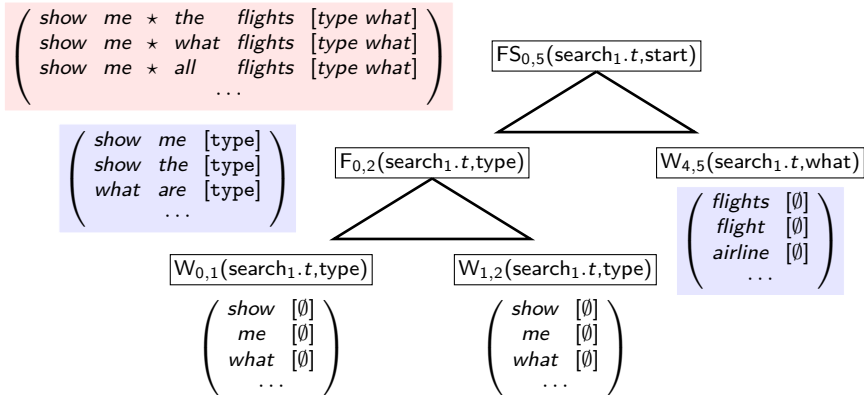 show me ⋆ the flights [type what]
show me ⋆ what flights [type what]
show me ⋆ all flights [type what]
...
FS0,5(search1.t,start)
show me [type]
show the [type]
what are [type]
...
F0,2(search1.t,type)
W4,5(search1.t,what)
flights [∅]
flight [∅]
airline [∅]
...
W0,1(search1.t,type)
W1,2(search1.t,type)
show [∅]
me [∅]
what [∅]
...
show [∅]
me [∅]
what [∅]
...